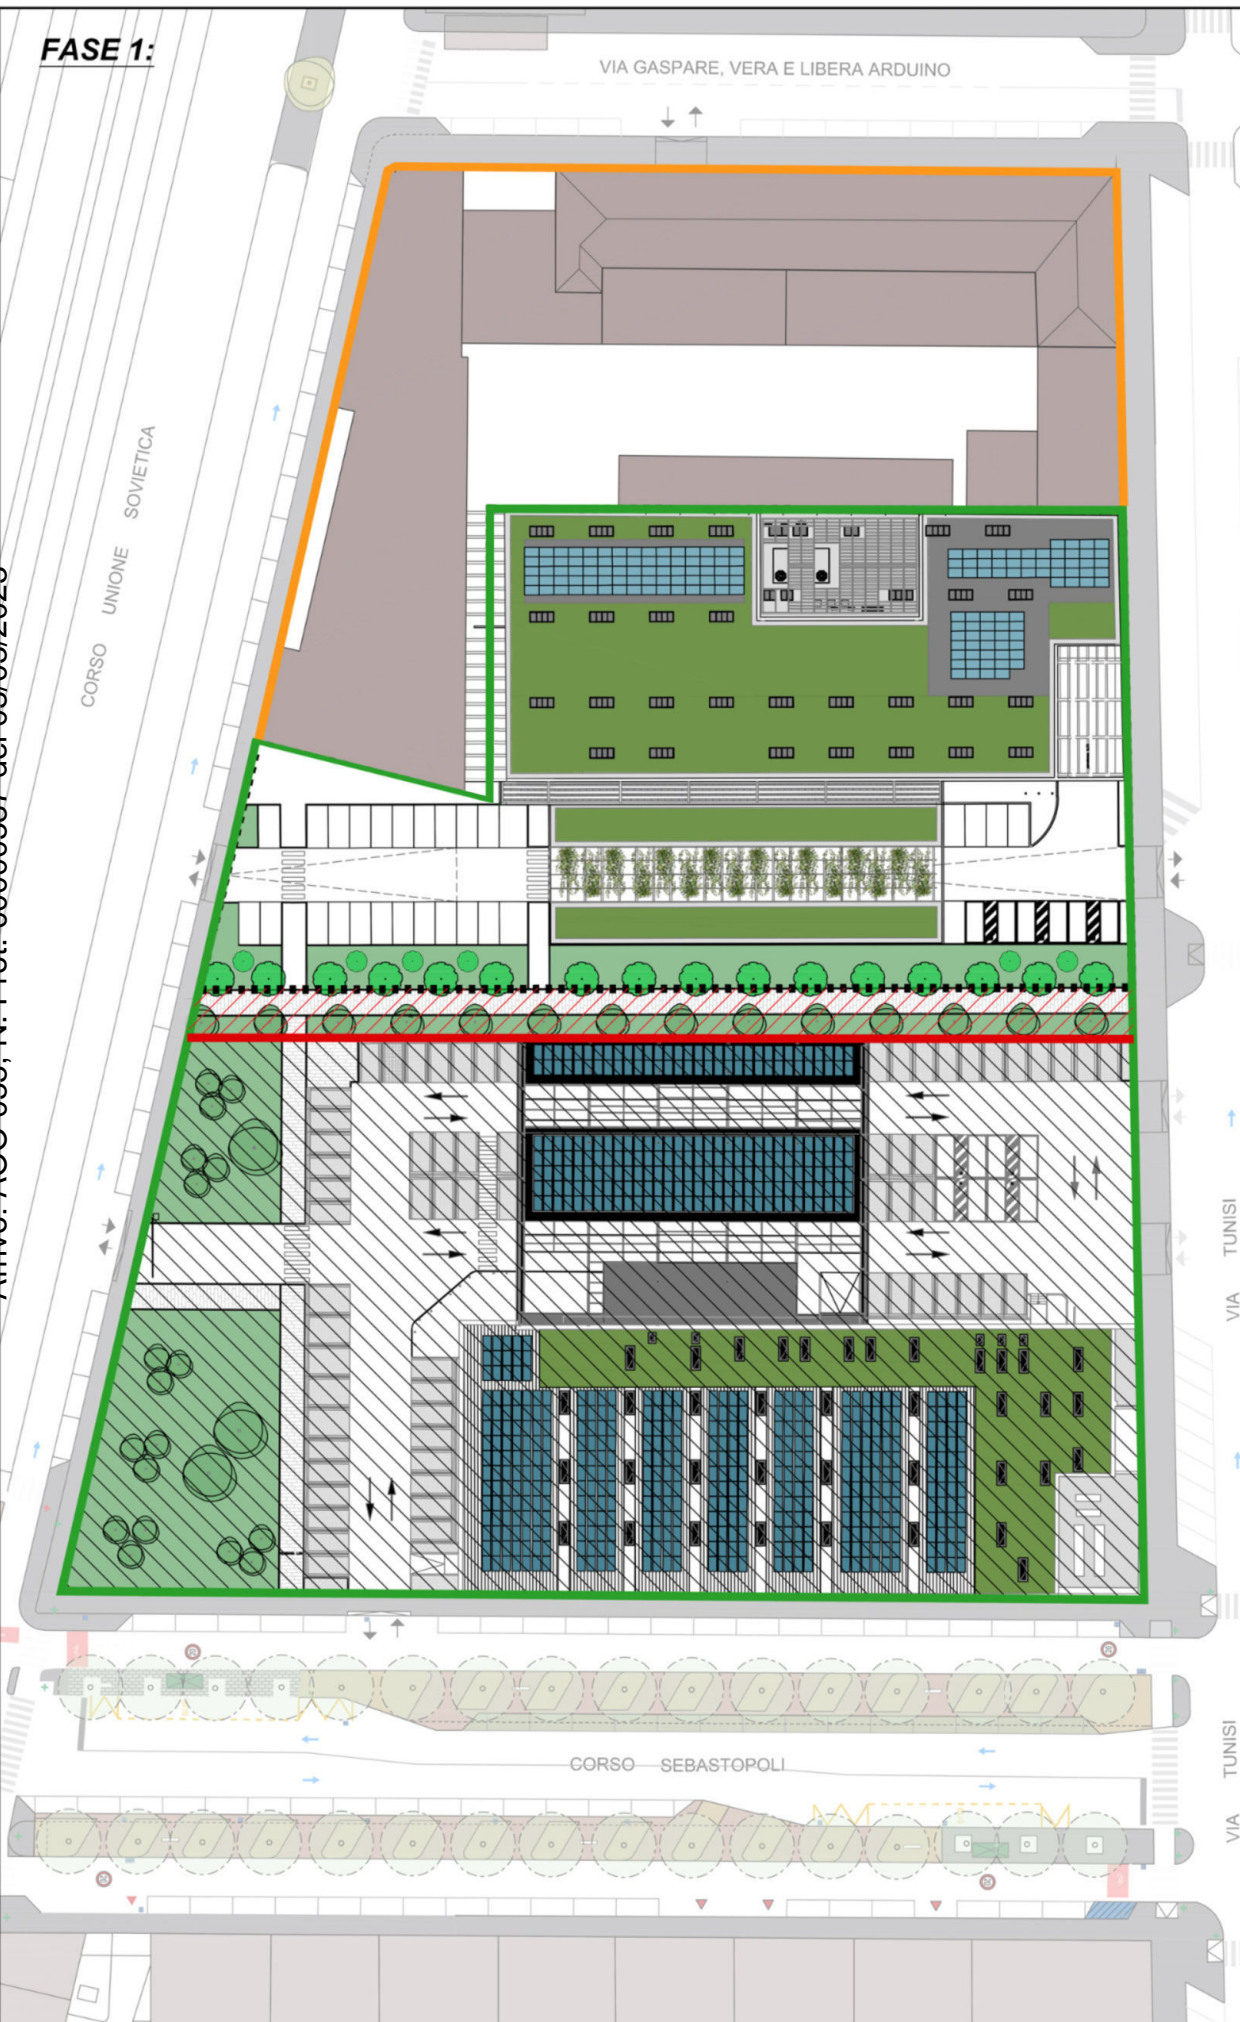 FASE 1:
VIA GASPARE, VERA E LIBERA ARDUINO
CORSO UNIONE SOVIETICA
VIA TUNISI
CORSO SEBASTOPOLI
VIA TUNISI